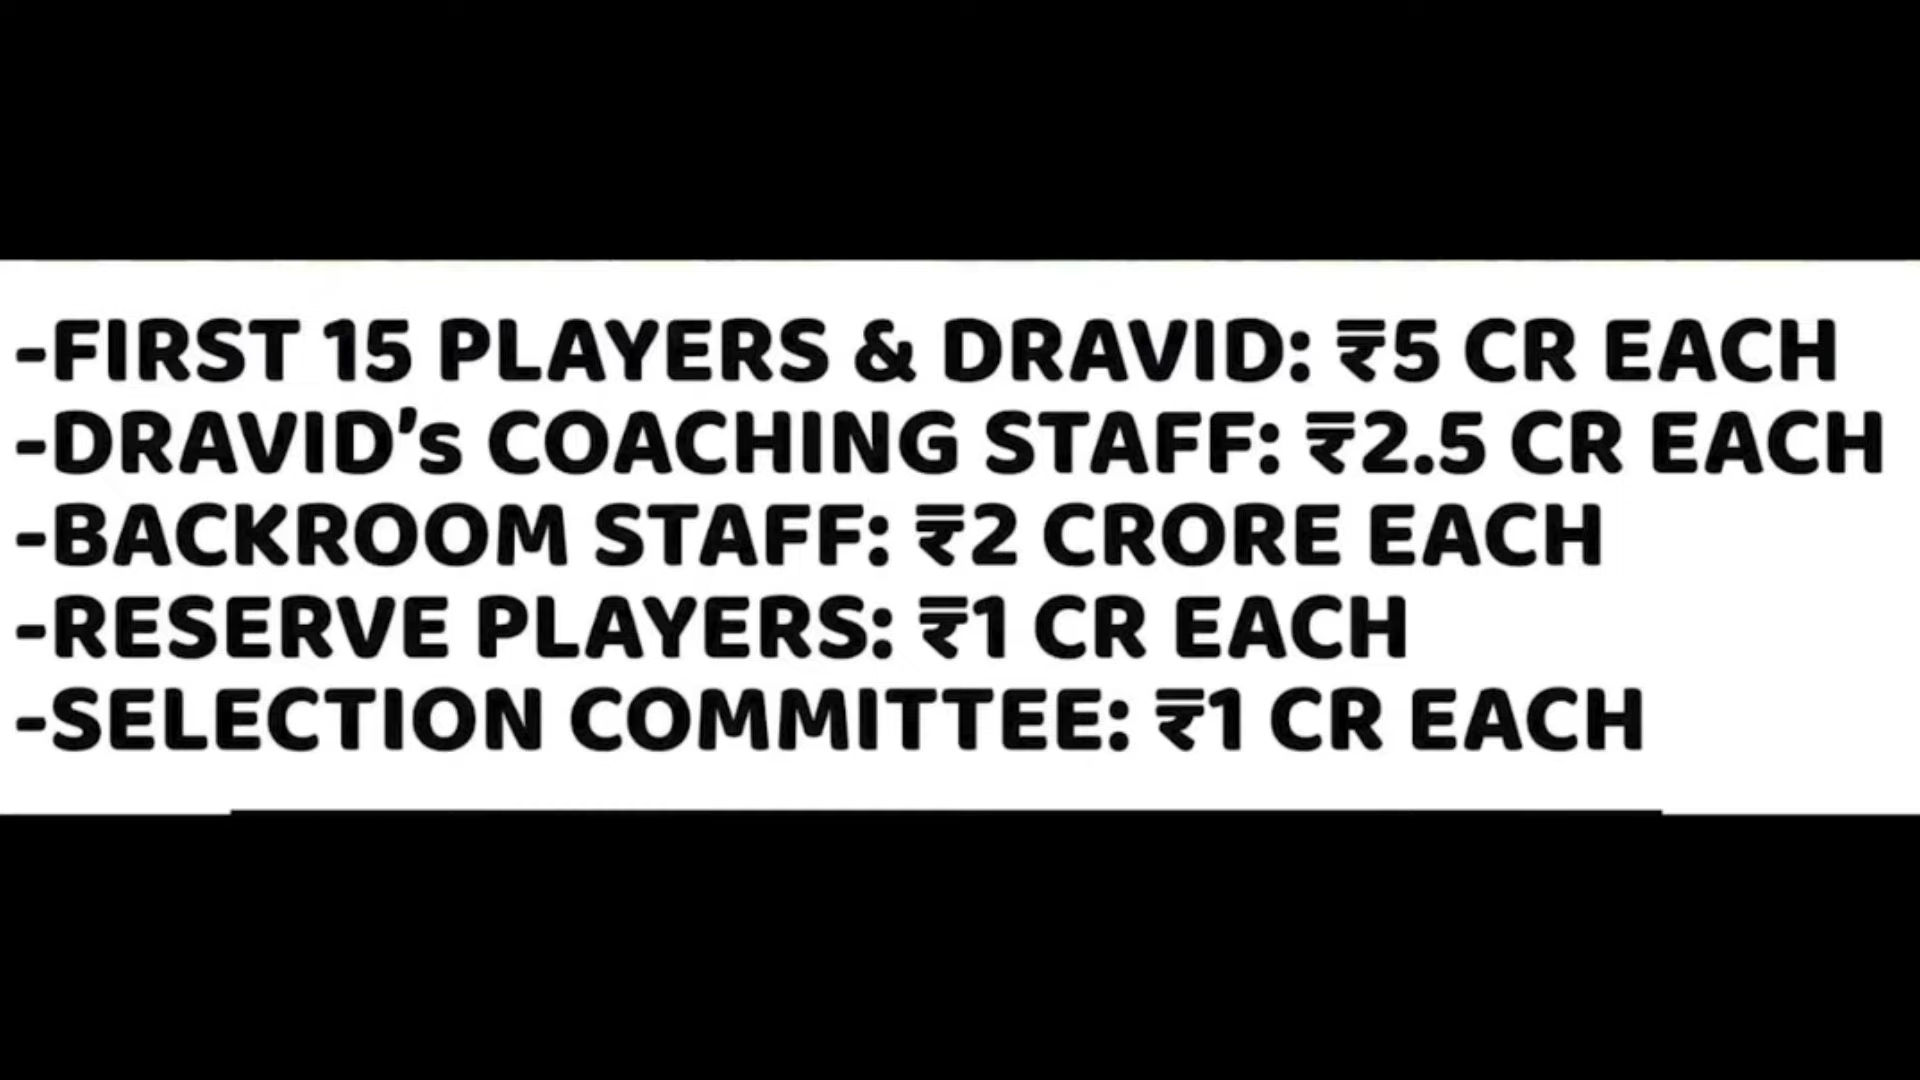 -FIRST 15 PLAYERS & DRAVID: ₹5 CR EACH
-DRAVID's COACHING STAFF: ₹2.5 CR EACH
-BACKROOM STAFF: ₹2 CRORE EACH
-RESERVE PLAYERS: ₹1 CR EACH
-SELECTION COMMITTEE: ₹1 CR EACH